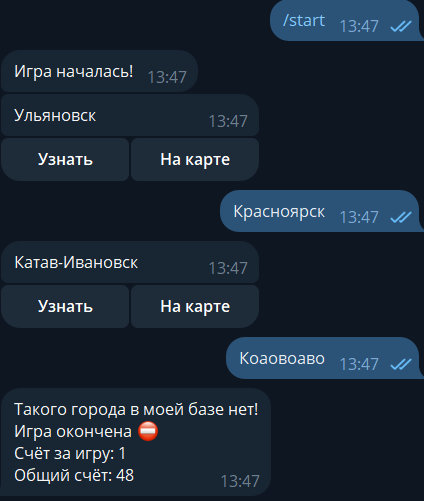 /start 13:47
Игра началась! 13:47
Ульяновск 13:47
Узнать На карте
Красноярск 13:47
Катав-Ивановск 13:47
Узнать На карте
Коаовоаво 13:47
Такого города в моей базе нет!
Игра окончена ⛔
Счёт за игру: 1
Общий счёт: 48 13:47